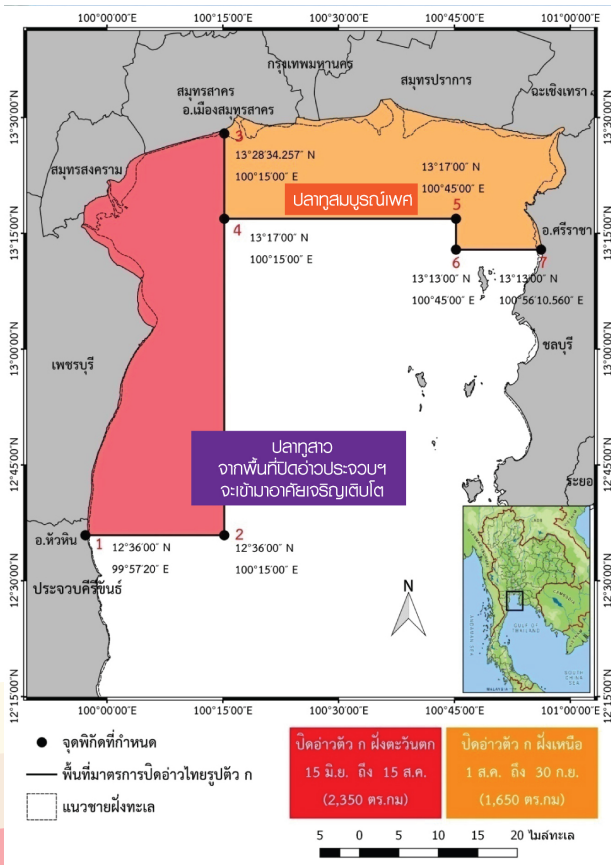 100°00'00″E 100°15'00″E 100°30'00″E 100°45'00″E 101°00'00″E
กรุงเทพมหานคร
สมุทรปราการ
สมุทรสาคร
ฉะเชิงเทรา
อ.เมืองสมุทรสาคร
13°30'00″N
13°30'00″N
3
13°28'34.257″ N
100°15'00″ E
สมุทรสงคราม
13°17'00″ N
100°45'00″ E
ปลาทูสมบูรณ์เพศ
5
4
13°15'00″N
อ.ศรีราชา
13°15'00″N
13°17'00″ N
100°15'00″ E
6
7
13°13'00″ N
100°45'00″ E
13°13'00″ N
100°56'10.560″ E
ชลบุรี
13°00'00″N
13°00'00″N
เพชรบุรี
12°45'00″N
12°45'00″N
ปลาทูสาว
จากพื้นที่ปิดอ่าวประจวบฯ
จะเข้ามาอาศัยเจริญเติบโต
ระยอ
อ.หัวหิน
1
12°36'00″ N
99°57'20″ E
2
12°36'00″ N
100°15'00″ E
12°30'00″N
12°30'00″N
ประจวบคีรีขันธ์
N
GULF OF
THAILAND
SOUTH
CHINA
SEA
12°15'00″N
12°15'00″N
100°00'00″E 100°15'00″E 100°30'00″E 100°45'00″E 101°00'00″E
จุดพิกัดที่กำหนด
พื้นที่มาตรการปิดอ่าวไทยรูปตัว ก
แนวชายฝั่งทะเล
ปิดอ่าวตัว ก ฝั่งตะวันตก
15 มิ.ย. ถึง 15 ส.ค.
(2,350 ตร.กม)
ปิดอ่าวตัว ก ฝั่งเหนือ
1 ส.ค. ถึง 30 ก.ย.
(1,650 ตร.กม)
5 0 5 10 15 20 ไมล์ทะเล